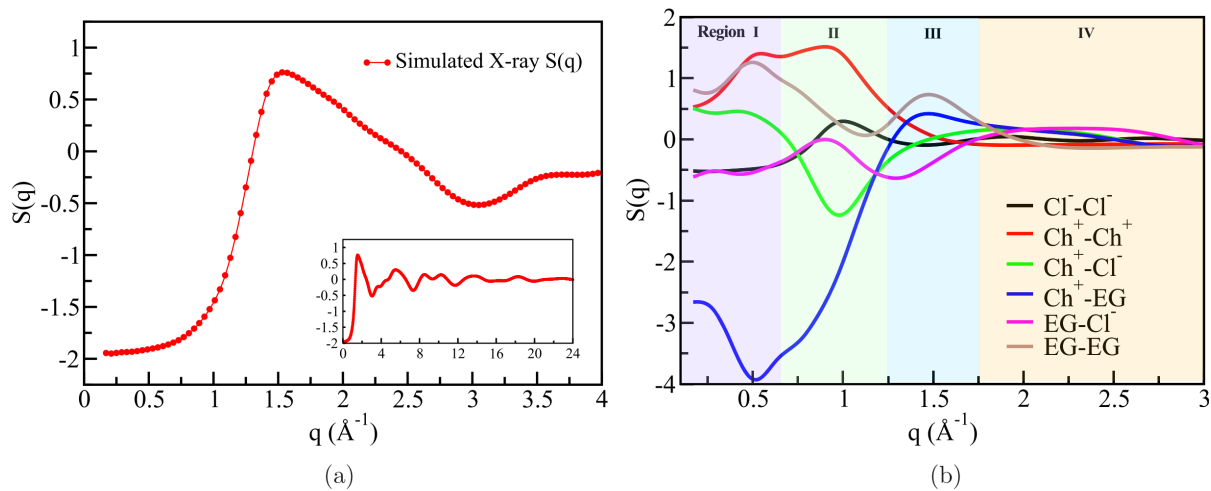 1
0.5
0
-0.5
-1
-1.5
-2
S(q)
Simulated X-ray S(q)
1
0.5
0
-0.5
-1
-1.5
-2
0 4 8 12 16 20 24
0 0.5 1 1.5 2 2.5 3 3.5 4
q (Å⁻¹)
(a)
2
1
0
-1
-2
-3
-4
S(q)
Region I II III IV
Cl⁻-Cl⁻
Ch⁺-Ch⁺
Ch⁺-Cl⁻
Ch⁺-EG
EG-Cl⁻
EG-EG
0.5 1 1.5 2 2.5 3
q (Å⁻¹)
(b)